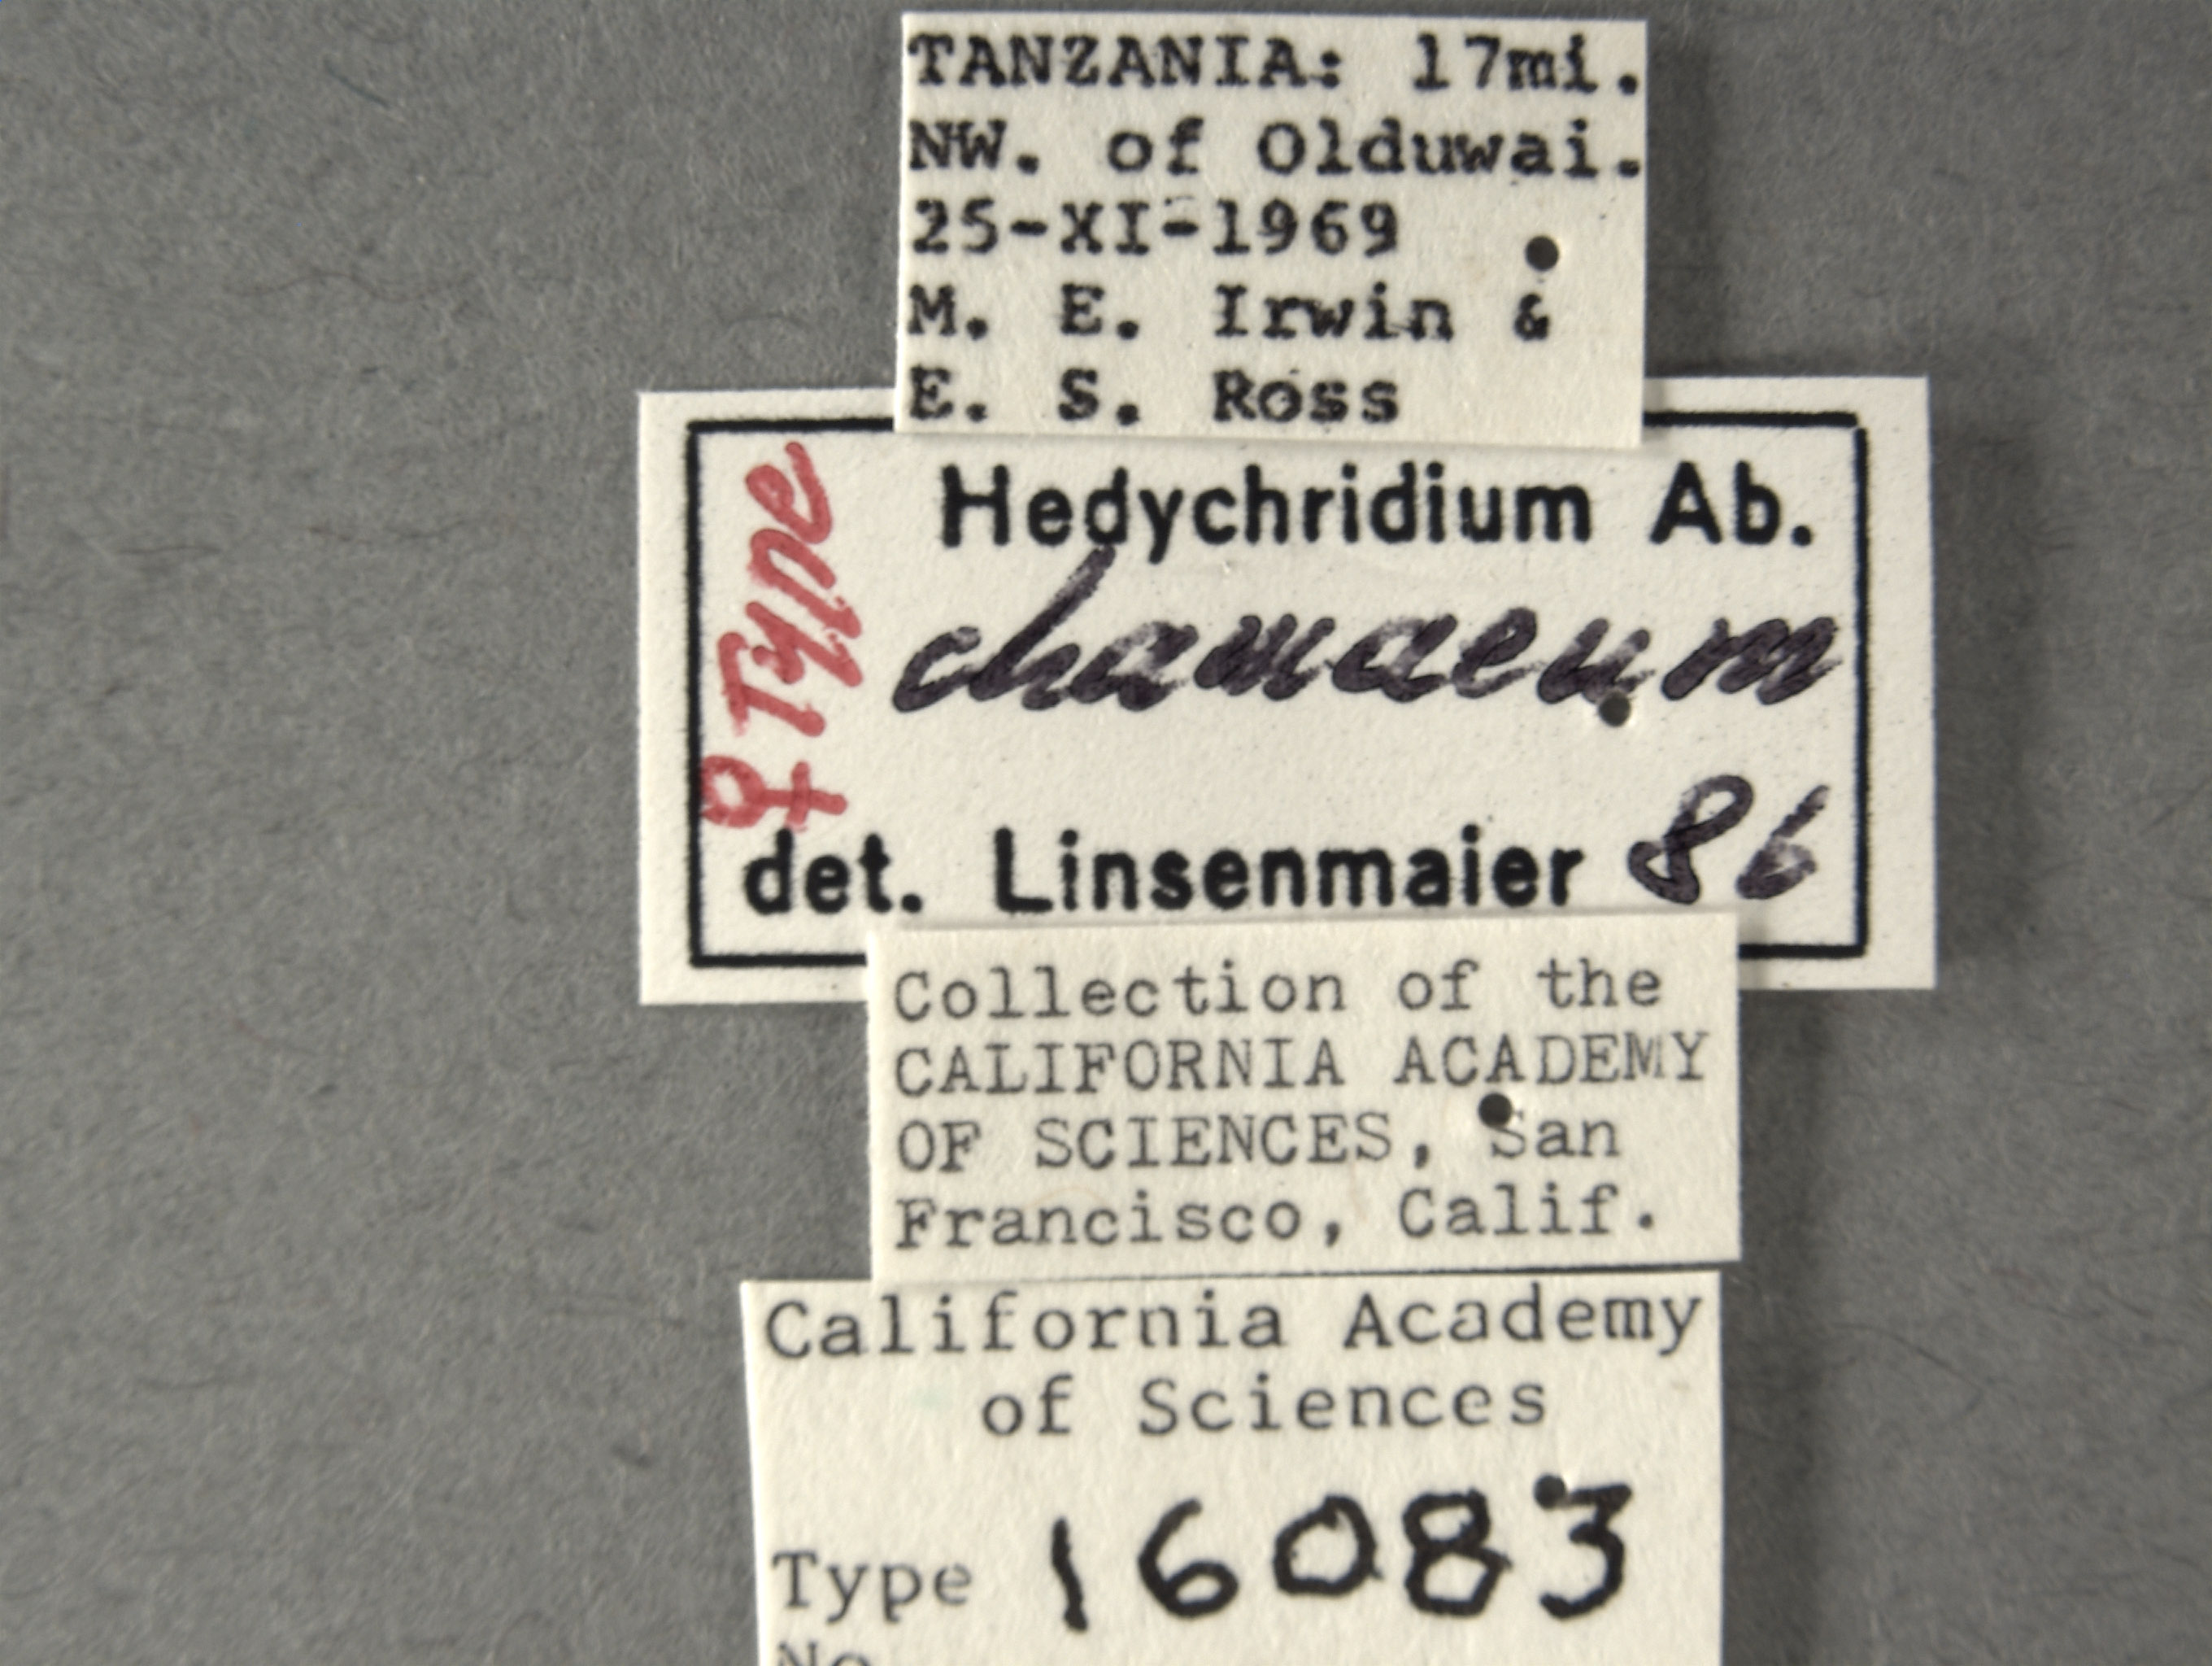 TANZANIA: 17mi.
NW. of Olduwai.
25-XI-1969
M. E. Irwin &
E. S. Ross
♀ Type
Hedychridium Ab.
chamaeum
det. Linsenmaier 86
Collection of the
CALIFORNIA ACADEMY
OF SCIENCES, San
Francisco, Calif.
California Academy
of Sciences
Type 16083
No.